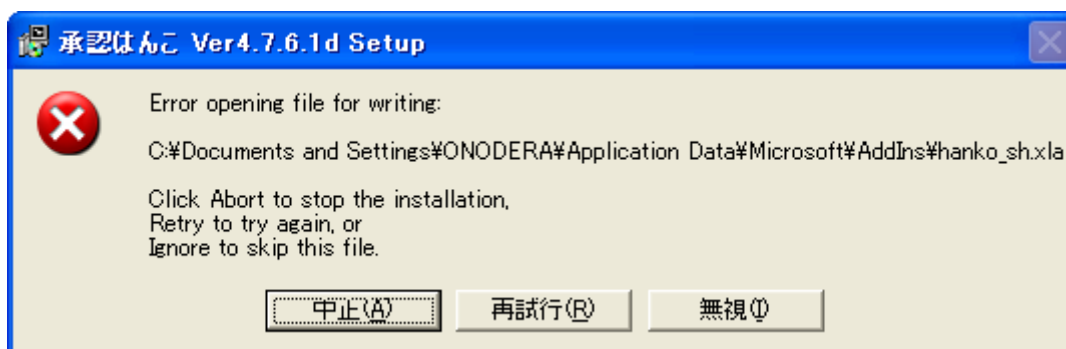 承認はんこ Ver4.7.6.1d Setup
Error opening file for writing:
C:¥Documents and Settings¥ONODERA¥Application Data¥Microsoft¥AddIns¥hanko_sh.xla
Click Abort to stop the installation,
Retry to try again, or
Ignore to skip this file.
中止(A) 再試行(R) 無視(I)